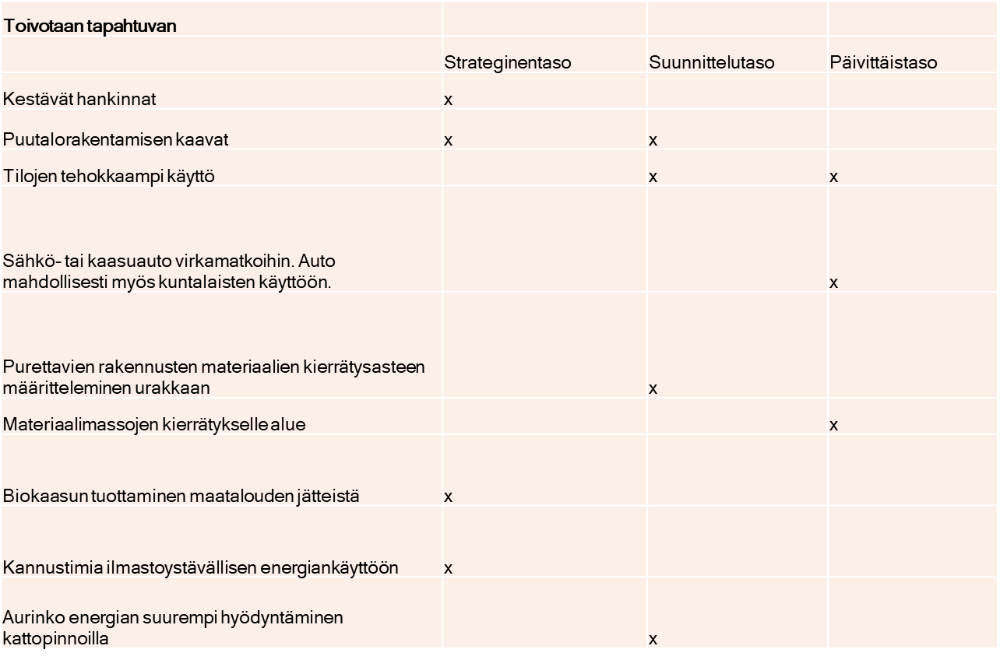 Toivotaan tapahtuvan
Strateginentaso Suunnittelutaso Päivittäistaso
Kestävät hankinnat x
Puutalorakentamisen kaavat x x
Tilojen tehokkaampi käyttö x x
Sähkö- tai kaasuauto virkamatkoihin. Auto
mahdollisesti myös kuntalaisten käyttöön. x
Purettavien rakennusten materiaalien kierrätysasteen
määritteleminen urakkaan x
Materiaalimassojen kierrätykselle alue x
Biokaasun tuottaminen maatalouden jätteistä x
Kannustimia ilmastoystävällisen energiankäyttöön x
Aurinko energian suurempi hyödyntäminen
kattopinnoilla x